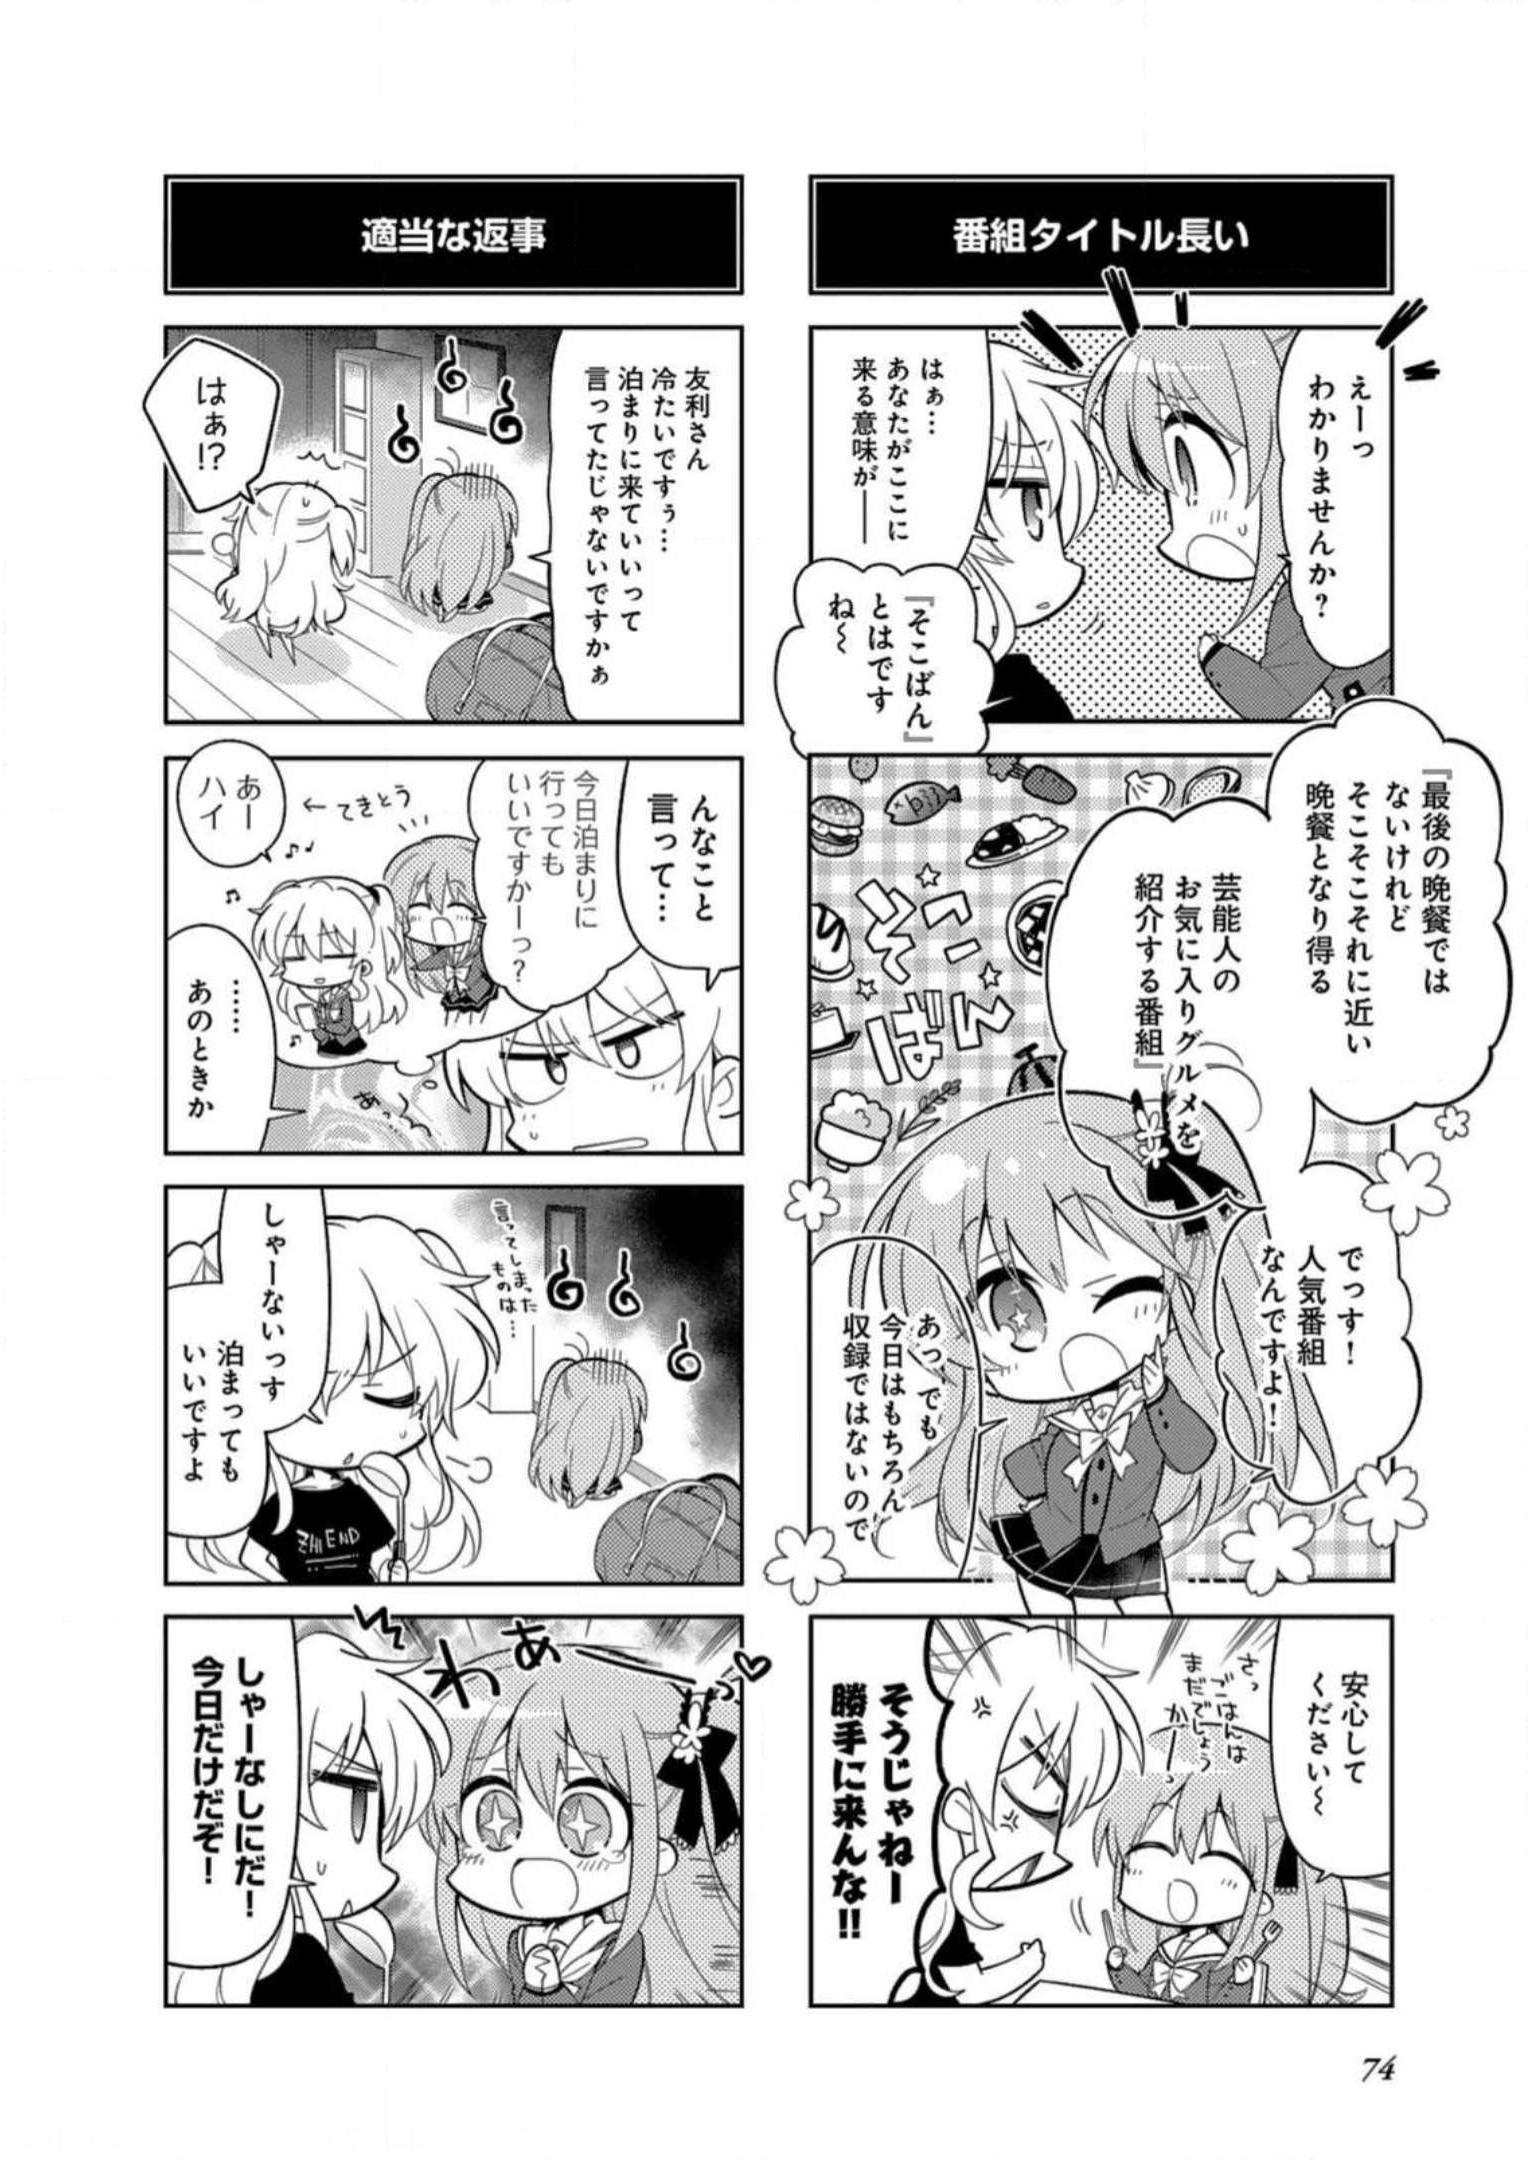 番組タイトル長い
えーっ
わかりませんか?
はぁ…
あなたがここに
来る意味が――
『そこばん』
とはです
ね〜
『最後の晩餐では
ないけれど
そこそこそれに近い
晩餐となり得る
芸能人の
お気に入りグルメを
紹介する番組』
そこ
ばん
でっす!
人気番組
なんですよ!
あっでも
今日はもちろん
収録ではないので
安心して
ください〜
さっ
ごはんは
まだでしょう
かーっ
そうじゃねー
勝手に来んな!!
適当な返事
友利さん
冷たいですぅ…
泊まりに来ていいって
言ってたじゃないですかぁ
はぁ!?
んなこと
言って…
今日泊まりに
行っても
いいですかーっ?
←てきとう
あー
ハイ
あっ…
……
あのときか
言ってしまった
ものは…
しゃーないっす
泊まっても
いいですよ
ZHIEND
わあーっ♡
しゃーなしにだ!
今日だけだぞ!
74